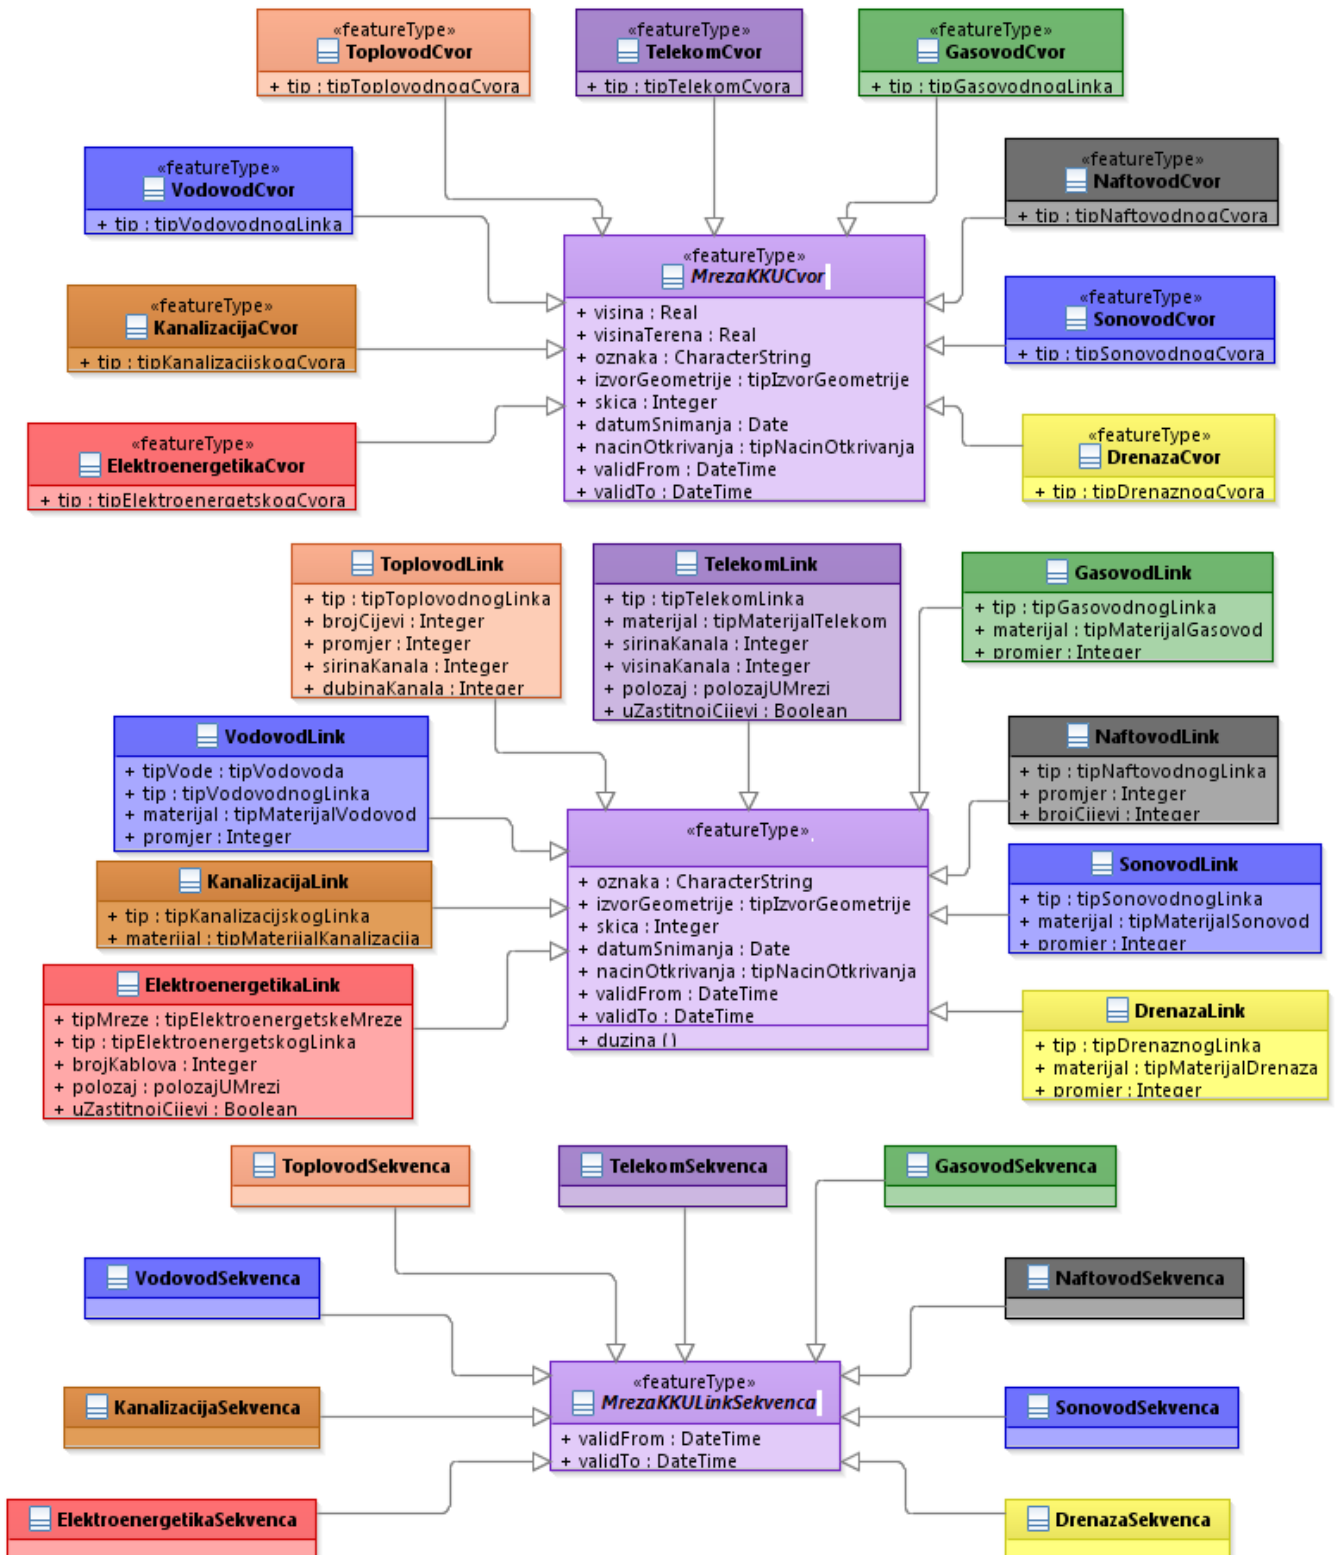 «featureType»
ToplovodCvor
+ tip : tipToplovodnogCvora
«featureType»
TelekomCvor
+ tip : tipTelekomCvora
«featureType»
GasovodCvor
+ tip : tipGasovodnogLinka
«featureType»
VodovodCvor
+ tip : tipVodovodnogLinka
«featureType»
NaftovodCvor
+ tip : tipNaftovodnogCvora
«featureType»
MrezaKKUCvor
+ visina : Real
+ visinaTerena : Real
+ oznaka : CharacterString
+ izvorGeometrije : tipIzvorGeometrije
+ skica : Integer
+ datumSnimanja : Date
+ nacinOtkrivanja : tipNacinOtkrivanja
+ validFrom : DateTime
+ validTo : DateTime
«featureType»
KanalizacijaCvor
+ tip : tipKanalizacijskogCvora
«featureType»
SonovodCvor
+ tip : tipSonovodnogCvora
«featureType»
ElektroenergetikaCvor
+ tip : tipElektroenergetskogCvora
«featureType»
DrenazaCvor
+ tip : tipDrenaznogCvora
ToplovodLink
+ tip : tipToplovodnogLinka
+ brojCijevi : Integer
+ promjer : Integer
+ sirinaKanala : Integer
+ dubinaKanala : Integer
TelekomLink
+ tip : tipTelekomLinka
+ materijal : tipMaterijalTelekom
+ sirinaKanala : Integer
+ visinaKanala : Integer
+ polozaj : polozajUMrezi
+ uZastitnojCijevi : Boolean
GasovodLink
+ tip : tipGasovodnogLinka
+ materijal : tipMaterijalGasovod
+ promjer : Integer
VodovodLink
+ tipVode : tipVodovoda
+ tip : tipVodovodnogLinka
+ materijal : tipMaterijalVodovod
+ promjer : Integer
NaftovodLink
+ tip : tipNaftovodnogLinka
+ promjer : Integer
+ brojCijevi : Integer
«featureType»
+ oznaka : CharacterString
+ izvorGeometrije : tipIzvorGeometrije
+ skica : Integer
+ datumSnimanja : Date
+ nacinOtkrivanja : tipNacinOtkrivanja
+ validFrom : DateTime
+ validTo : DateTime
+ duzina ()
KanalizacijaLink
+ tip : tipKanalizacijskogLinka
+ materijal : tipMaterijalKanalizacija
SonovodLink
+ tip : tipSonovodnogLinka
+ materijal : tipMaterijalSonovod
+ promjer : Integer
ElektroenergetikaLink
+ tipMreze : tipElektroenergetskeMreze
+ tip : tipElektroenergetskogLinka
+ brojKablova : Integer
+ polozaj : polozajUMrezi
+ uZastitnojCijevi : Boolean
DrenazaLink
+ tip : tipDrenaznogLinka
+ materijal : tipMaterijalDrenaza
+ promjer : Integer
ToplovodSekvenca
TelekomSekvenca
GasovodSekvenca
VodovodSekvenca
NaftovodSekvenca
«featureType»
MrezaKKULinkSekvenca
+ validFrom : DateTime
+ validTo : DateTime
KanalizacijaSekvenca
SonovodSekvenca
ElektroenergetikaSekvenca
DrenazaSekvenca